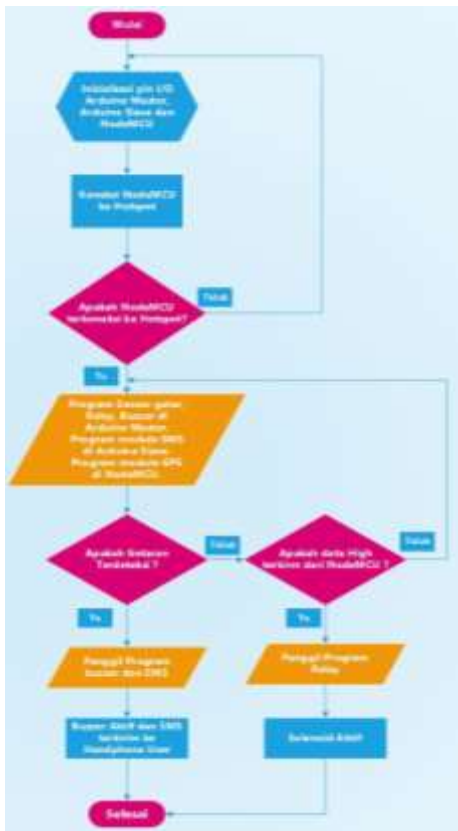 Mulai
Inisialisasi pin I/O
Arduino Master,
Arduino Slave dan
NodeMCU
Koneksi NodeMCU
ke Hotspot
Apakah NodeMCU
terkoneksi ke Hotspot?
Tidak
Ya
Program Sensor getar,
Relay, Buzzer di
Arduino Master.
Program module SMS
di Arduino Slave.
Program module GPS
di NodeMCU.
Apakah Getaran
Terdeteksi ?
Tidak
Apakah data High
terkirim dari NodeMCU ?
Tidak
Ya
Ya
Panggil Program
buzzer dan SMS
Panggil Program
Relay
Buzzer Aktif dan SMS
terkirim ke
Handphone User
Solenoid Aktif
Selesai